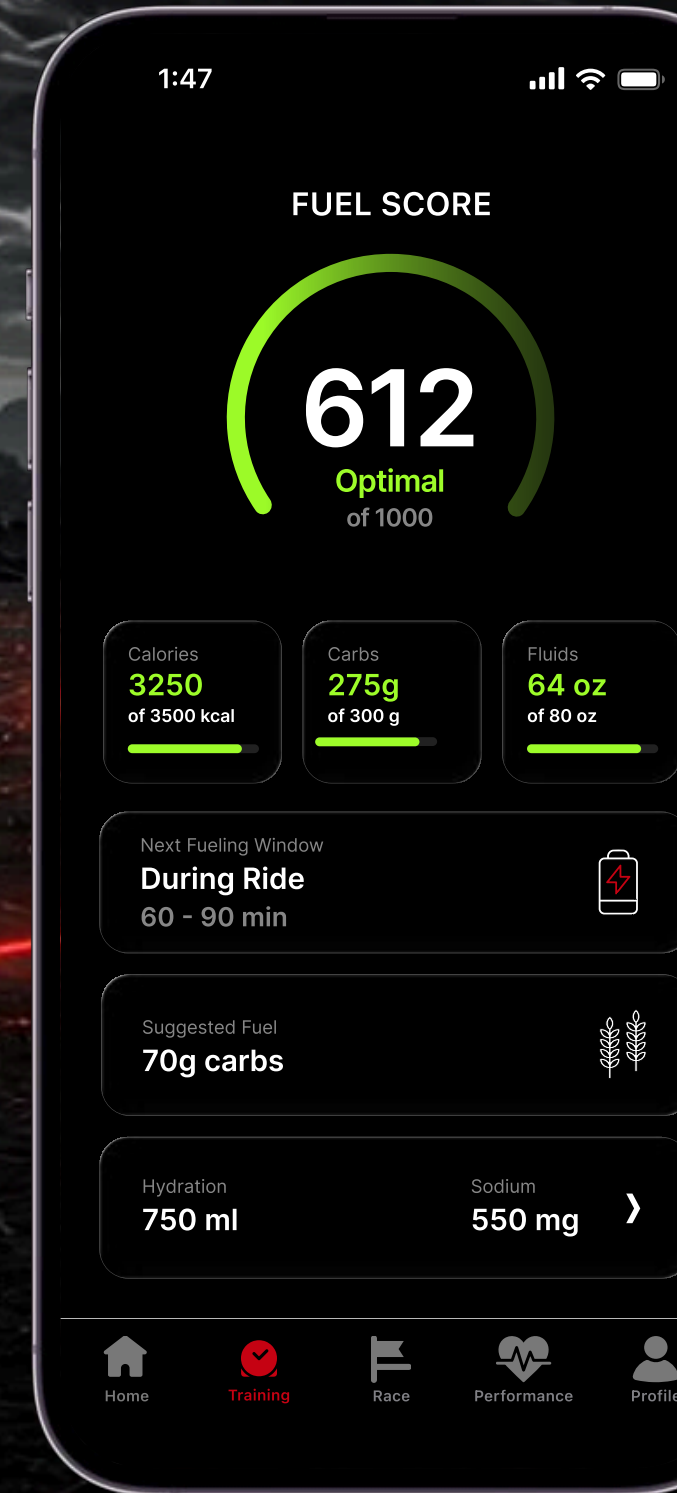 1:47
FUEL SCORE
612
Optimal
of 1000
Calories
3250
of 3500 kcal
Carbs
275g
of 300 g
Fluids
64 oz
of 80 oz
Next Fueling Window
During Ride
60 - 90 min
Suggested Fuel
70g carbs
Hydration
750 ml
Sodium
550 mg
Home
Training
Race
Performance
Profile